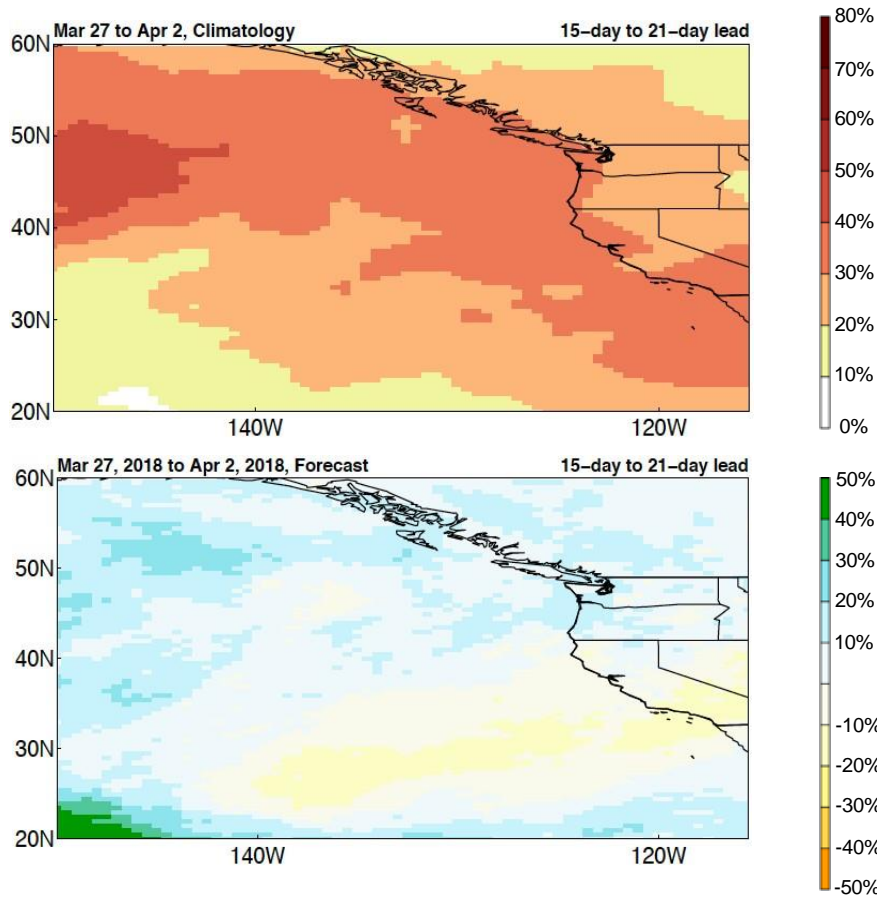 Mar 27 to Apr 2, Climatology 15-day to 21-day lead
60N
50N
40N
30N
20N
140W 120W
80%
70%
60%
50%
40%
30%
20%
10%
0%
Mar 27, 2018 to Apr 2, 2018, Forecast 15-day to 21-day lead
60N
50N
40N
30N
20N
140W 120W
50%
40%
30%
20%
10%
-10%
-20%
-30%
-40%
-50%